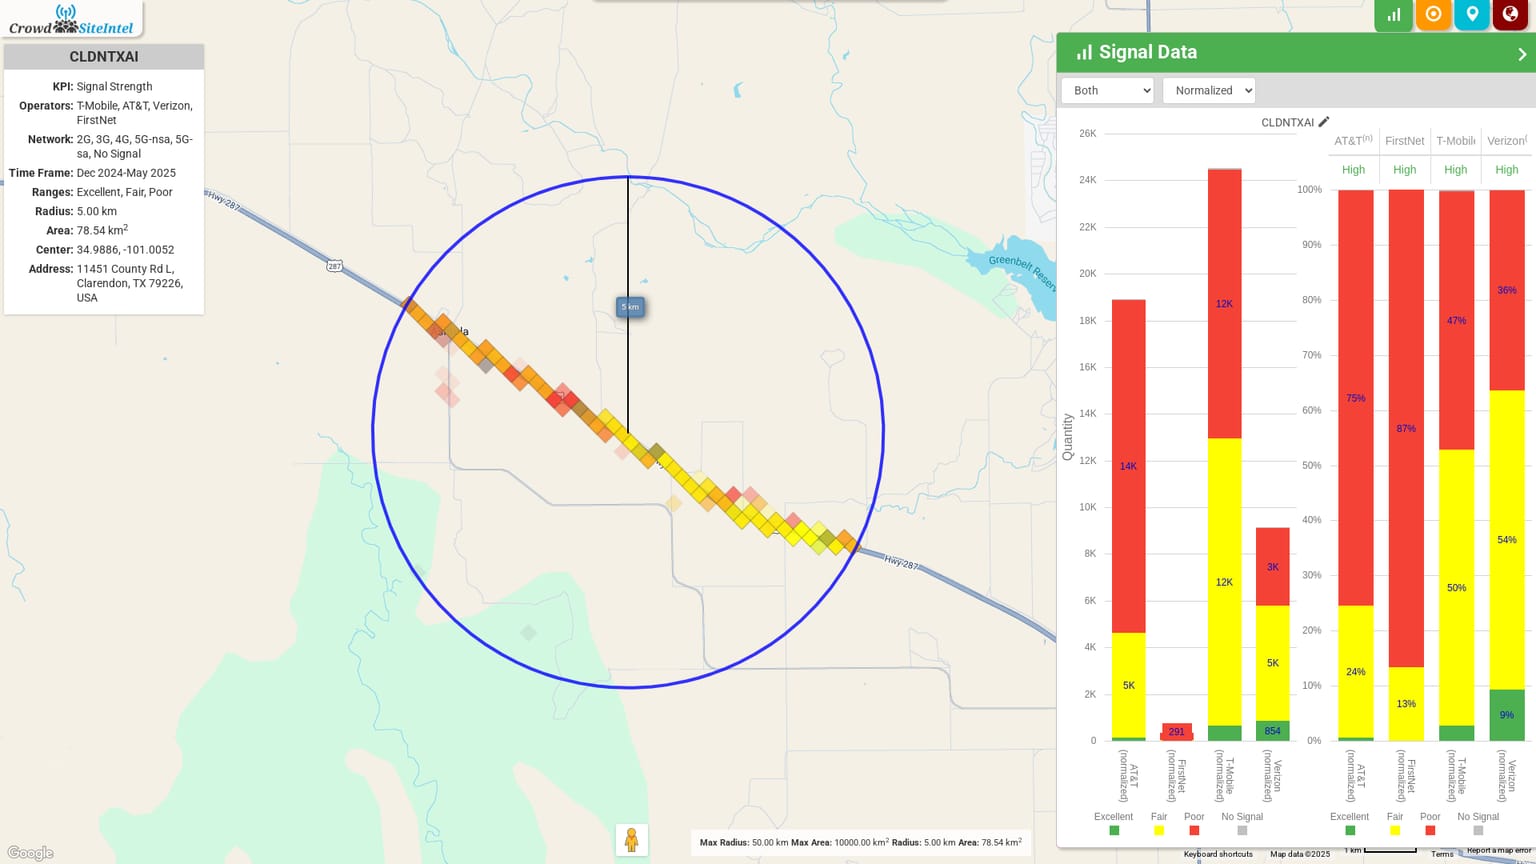 Crowd SiteIntel
CLDNTXAI
KPI: Signal Strength
Operators: T-Mobile, AT&T, Verizon,
FirstNet
Network: 2G, 3G, 4G, 5G-nsa, 5G-
sa, No Signal
Time Frame: Dec 2024-May 2025
Ranges: Excellent, Fair, Poor
Radius: 5.00 km
Area: 78.54 km²
Center: 34.9886, -101.0052
Address: 11451 County Rd L,
Clarendon, TX 79226,
USA
Hwy 287
287
5 km
Greenbelt Reserv
Hwy 287
Google
Max Radius: 50.00 km Max Area: 10000.00 km² Radius: 5.00 km Area: 78.54 km²
Signal Data
Both
Normalized
CLDNTXAI
Quantity
26K
24K
22K
20K
18K
16K
14K
12K
10K
8K
6K
4K
2K
0
14K
5K
291
12K
12K
3K
5K
854
AT&T
(normalized)
FirstNet
(normalized)
T-Mobile
(normalized)
Verizon
(normalized)
Excellent
Fair
Poor
No Signal
AT&T(n)
FirstNet
T-Mobile
Verizon(
High
High
High
High
100%
90%
80%
70%
60%
50%
40%
30%
20%
10%
0%
75%
24%
87%
13%
47%
50%
36%
54%
9%
AT&T
(normalized)
FirstNet
(normalized)
T-Mobile
(normalized)
Verizon
(normalized)
Excellent
Fair
Poor
No Signal
Keyboard shortcuts
Map data ©2025
1 km
Terms
Report a map error